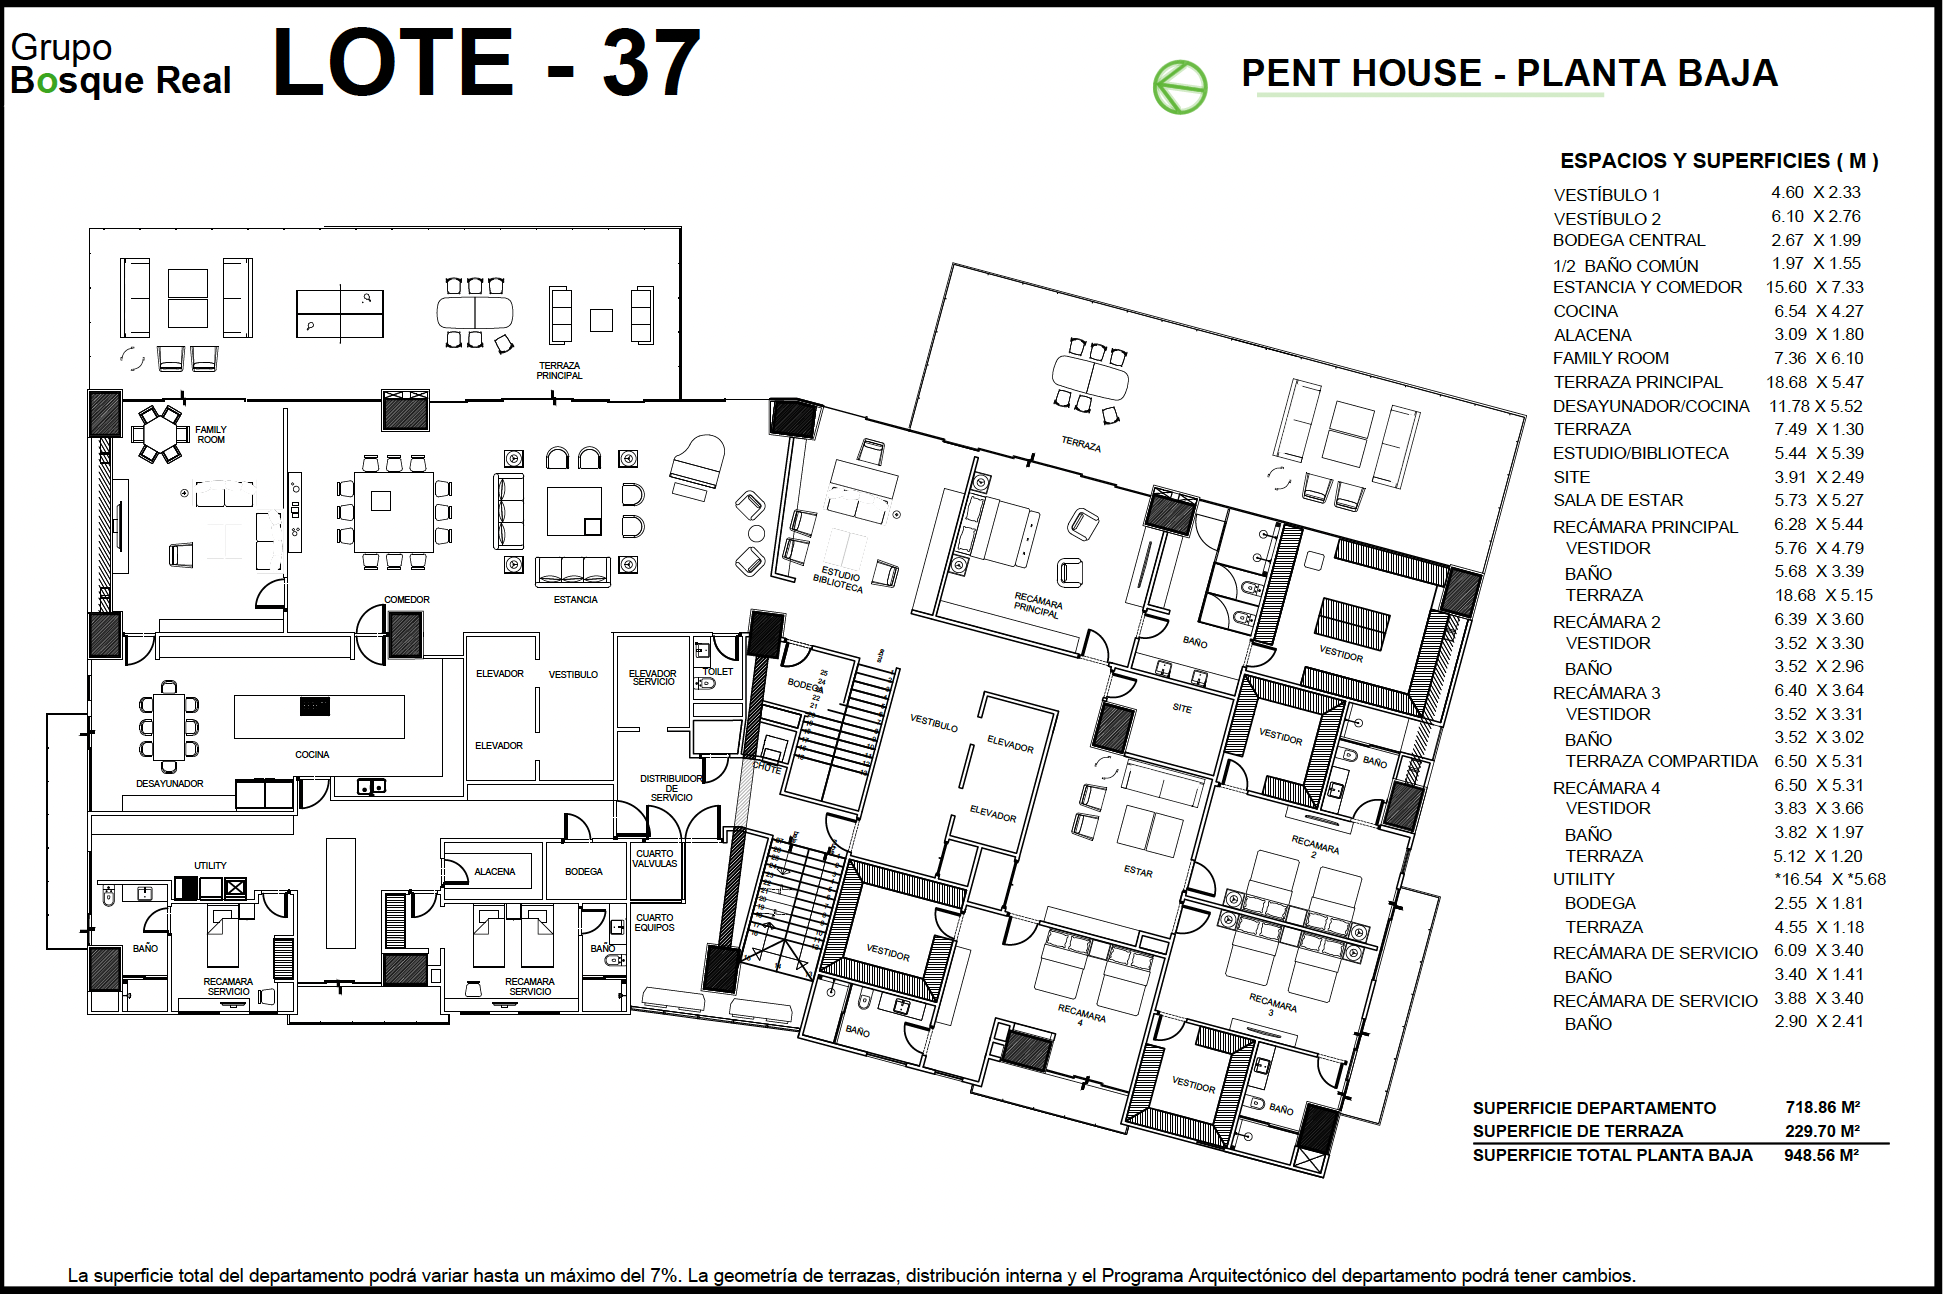 Grupo
Bosque Real
LOTE - 37
PENT HOUSE - PLANTA BAJA
ESPACIOS Y SUPERFICIES ( M )
VESTÍBULO 1 4.60 X 2.33
VESTÍBULO 2 6.10 X 2.76
BODEGA CENTRAL 2.67 X 1.99
1/2 BAÑO COMÚN 1.97 X 1.55
ESTANCIA Y COMEDOR 15.60 X 7.33
COCINA 6.54 X 4.27
ALACENA 3.09 X 1.80
FAMILY ROOM 7.36 X 6.10
TERRAZA PRINCIPAL 18.68 X 5.47
DESAYUNADOR/COCINA 11.78 X 5.52
TERRAZA 7.49 X 1.30
ESTUDIO/BIBLIOTECA 5.44 X 5.39
SITE 3.91 X 2.49
SALA DE ESTAR 5.73 X 5.27
RECÁMARA PRINCIPAL 6.28 X 5.44
VESTIDOR 5.76 X 4.79
BAÑO 5.68 X 3.39
TERRAZA 18.68 X 5.15
RECÁMARA 2 6.39 X 3.60
VESTIDOR 3.52 X 3.30
BAÑO 3.52 X 2.96
RECÁMARA 3 6.40 X 3.64
VESTIDOR 3.52 X 3.31
BAÑO 3.52 X 3.02
TERRAZA COMPARTIDA 6.50 X 5.31
RECÁMARA 4 6.50 X 5.31
VESTIDOR 3.83 X 3.66
BAÑO 3.82 X 1.97
TERRAZA 5.12 X 1.20
UTILITY *16.54 X *5.68
BODEGA 2.55 X 1.81
TERRAZA 4.55 X 1.18
RECÁMARA DE SERVICIO 6.09 X 3.40
BAÑO 3.40 X 1.41
RECÁMARA DE SERVICIO 3.88 X 3.40
BAÑO 2.90 X 2.41
SUPERFICIE DEPARTAMENTO 718.86 M²
SUPERFICIE DE TERRAZA 229.70 M²
SUPERFICIE TOTAL PLANTA BAJA 948.56 M²
TERRAZA
PRINCIPAL
FAMILY
ROOM
COMEDOR
ESTANCIA
ESTUDIO
BIBLIOTECA
TERRAZA
RECÁMARA
PRINCIPAL
BAÑO
VESTIDOR
ELEVADOR
VESTIBULO
ELEVADOR
SERVICIO
TOILET
BODEGA
SUBE
VESTIBULO
ELEVADOR
SITE
VESTIDOR
BAÑO
COCINA
DESAYUNADOR
ELEVADOR
DISTRIBUIDOR
DE
SERVICIO
CHUTE
ELEVADOR
ESTAR
RECAMARA
2
UTILITY
ALACENA
BODEGA
CUARTO
VALVULAS
CUARTO
EQUIPOS
BAÑO
RECAMARA
SERVICIO
RECAMARA
SERVICIO
BAÑO
VESTIDOR
BAÑO
RECAMARA
4
RECAMARA
3
VESTIDOR
BAÑO
La superficie total del departamento podrá variar hasta un máximo del 7%. La geometría de terrazas, distribución interna y el Programa Arquitectónico del departamento podrá tener cambios.